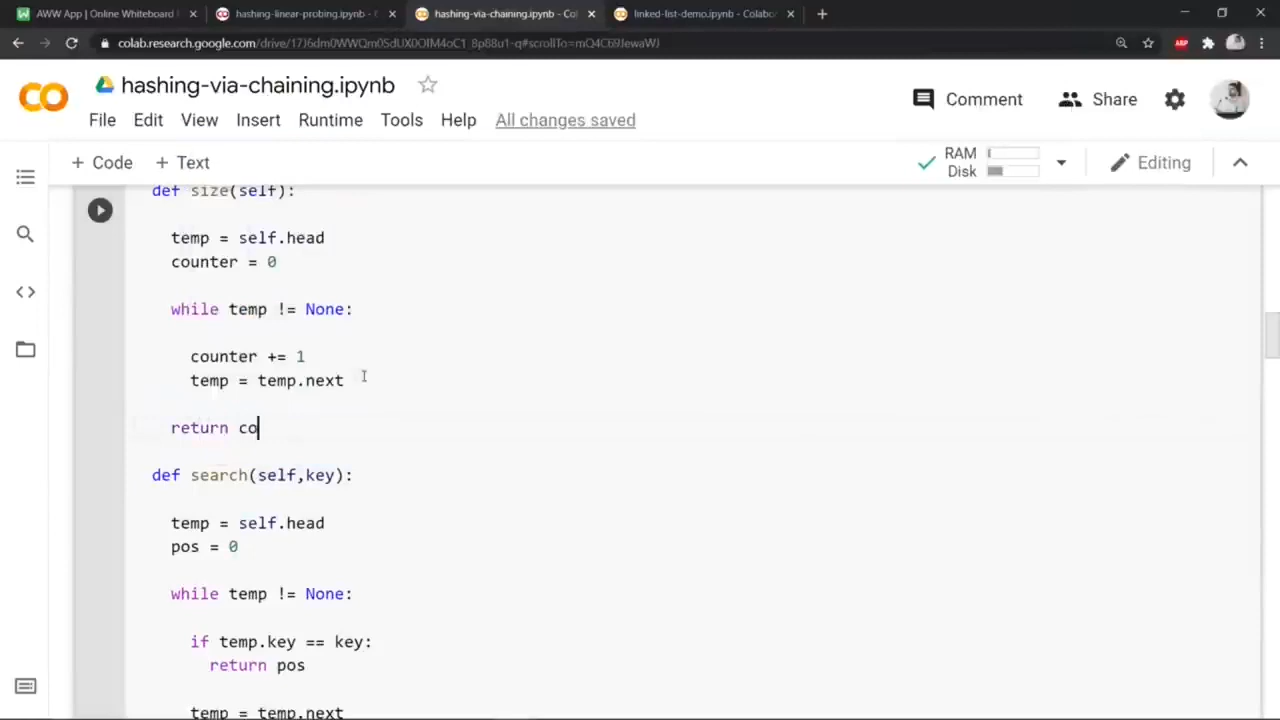 AWW App | Online Whiteboard
hashing-linear-probing.ipynb - C
hashing-via-chaining.ipynb - Col
linked-list-demo.ipynb - Colabor
hashing-via-chaining.ipynb
Comment
Share
File Edit View Insert Runtime Tools Help All changes saved
+ Code + Text
RAM
Disk
Editing
def size(self):
temp = self.head
counter = 0
while temp != None:
counter += 1
temp = temp.next
return co
def search(self,key):
temp = self.head
pos = 0
while temp != None:
if temp.key == key:
return pos
temp = temp.next